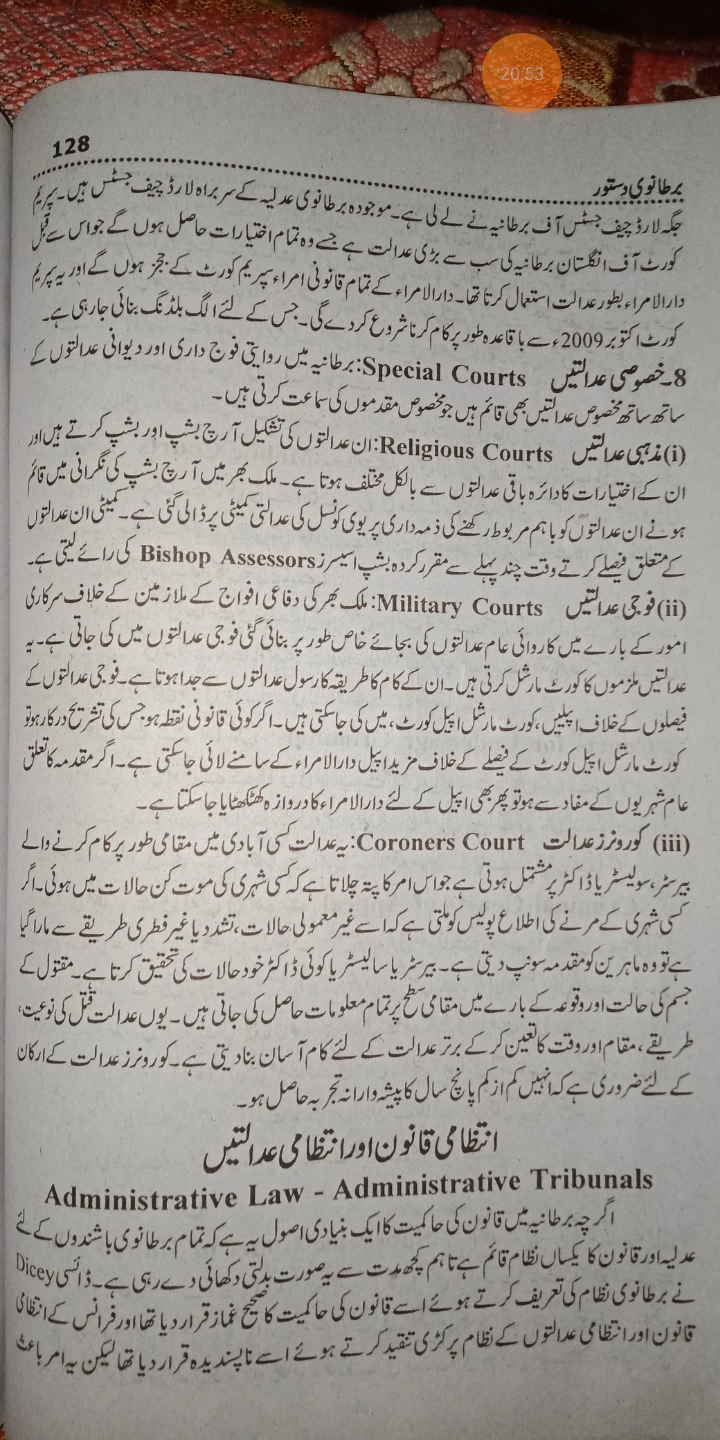 20:53
128
برطانوی دستور
جگہ لارڈ چیف جسٹس آف برطانیہ نے لے لی ہے۔ موجودہ برطانوی عدلیہ کے سربراہ لارڈ چیف جسٹس ہیں۔ سپریم
کورٹ آف انگلستان برطانیہ کی سب سے بڑی عدالت ہے جسے وہ تمام اختیارات حاصل ہوں گے جو اس سے قبل
دارالامراء بطور عدالت استعمال کرتا تھا۔ دارالامراء کے تمام قانونی امراء سپریم کورٹ کے ججز ہوں گے اور یہ سپریم
کورٹ اکتوبر 2009ء سے باقاعدہ طور پر کام کرنا شروع کر دے گی۔ جس کے لئے الگ بلڈنگ بنائی جا رہی ہے۔
8۔ خصوصی عدالتیں Special Courts: برطانیہ میں روایتی فوج داری اور دیوانی عدالتوں کے
ساتھ ساتھ مخصوص عدالتیں بھی قائم ہیں جو مخصوص مقدموں کی سماعت کرتی ہیں۔
(i) مذہبی عدالتیں Religious Courts: ان عدالتوں کی تشکیل آرچ بشپ اور بشپ کرتے ہیں اور
ان کے اختیارات کا دائرہ باقی عدالتوں سے بالکل مختلف ہوتا ہے۔ ملک بھر میں آرچ بشپ کی نگرانی میں قائم
ہونے ان عدالتوں کو باہم مربوط رکھنے کی ذمہ داری پریوی کونسل کی عدالتی کمیٹی پر ڈالی گئی ہے۔ کمیٹی ان عدالتوں
کے متعلق فیصلے کرتے وقت چند پہلے سے مقرر کردہ بشپ اسیسرز Bishop Assessors کی رائے لیتی ہے۔
(ii) فوجی عدالتیں Military Courts: ملک بھر کی دفاعی افواج کے ملازمین کے خلاف سرکاری
امور کے بارے میں کاروائی عام عدالتوں کی بجائے خاص طور پر بنائی گئی فوجی عدالتوں میں کی جاتی ہے۔ یہ
عدالتیں ملزموں کا کورٹ مارشل کرتی ہیں۔ ان کے کام کا طریقہ کار سول عدالتوں سے جدا ہوتا ہے۔ فوجی عدالتوں کے
فیصلوں کے خلاف اپلیں، کورٹ مارشل اپیل کورٹ، میں کی جاسکتی ہیں۔ اگر کوئی قانونی نقطہ ہو جس کی تشریح درکار ہو تو
کورٹ مارشل اپیل کورٹ کے فیصلے کے خلاف مزید اپیل دارالامراء کے سامنے لائی جاسکتی ہے۔ اگر مقدمہ کا تعلق
عام شہریوں کے مفاد سے ہو تو پھر بھی اپیل کے لئے دارالامراء کا دروازہ کھٹکھٹایا جاسکتا ہے۔
(iii) کورونرز عدالت Coroners Court: یہ عدالت کسی آبادی میں مقامی طور پر کام کرنے والے
بیرسٹر، سولیسٹر یا ڈاکٹر پر مشتمل ہوتی ہے جو اس امر کا پتہ چلاتا ہے کہ کسی شہری کی موت کن حالات میں ہوئی۔ اگر
کسی شہری کے مرنے کی اطلاع پولیس کو ملتی ہے کہ اسے غیر معمولی حالات، تشدد یا غیر فطری طریقے سے مارا گیا
ہے تو وہ ماہرین کو مقدمہ سونپ دیتی ہے۔ بیرسٹر یا سالیسٹر یا کوئی ڈاکٹر خود حالات کی تحقیق کرتا ہے۔ مقتول کے
جسم کی حالت اور وقوعہ کے بارے میں مقامی سطح پر تمام معلومات حاصل کی جاتی ہیں۔ یوں عدالت قتل کی نوعیت،
طریقے، مقام اور وقت کا تعین کر کے برتر عدالت کے لئے کام آسان بنا دیتی ہے۔ کورونرز عدالت کے ارکان
کے لئے ضروری ہے کہ انہیں کم از کم پانچ سال کا پیشہ وارانہ تجربہ حاصل ہو۔
انتظامی قانون اور انتظامی عدالتیں
Administrative Law - Administrative Tribunals
اگرچہ برطانیہ میں قانون کی حاکمیت کا ایک بنیادی اصول یہ ہے کہ تمام برطانوی باشندوں کے لئے
عدلیہ اور قانون کا یکساں نظام قائم ہے تاہم کچھ مدت سے یہ صورت بدلتی دکھائی دے رہی ہے۔ ڈائسی Dicey
نے برطانوی نظام کی تعریف کرتے ہوئے اسے قانون کی حاکمیت کا صحیح غماز قرار دیا تھا اور فرانس کے انتظامی
قانون اور انتظامی عدالتوں کے نظام پر کڑی تنقید کرتے ہوئے اسے ناپسندیدہ قرار دیا تھا لیکن یہ امر باعث